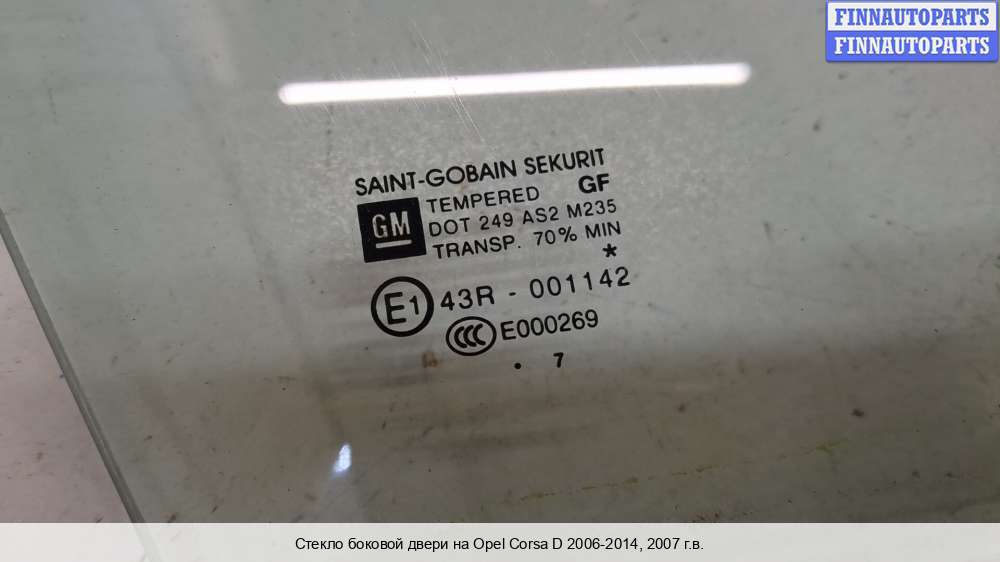 FINNAUTOPARTS
FINNAUTOPARTS
SAINT-GOBAIN SEKURIT
TEMPERED GF
GM
DOT 249 AS2 M235
TRANSP. 70% MIN
*
E1 43R - 001142
CCC E000269
. 7
Стекло боковой двери на Opel Corsa D 2006-2014, 2007 г.в.